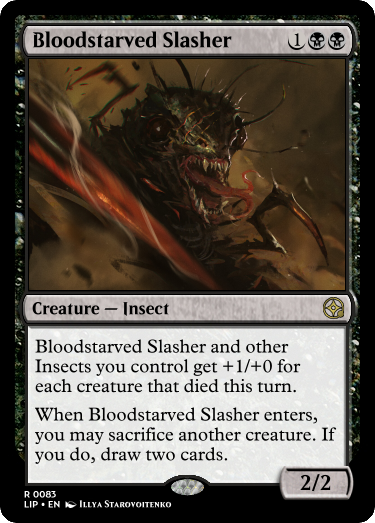 Bloodstarved Slasher 1
Creature — Insect
Bloodstarved Slasher and other
Insects you control get +1/+0 for
each creature that died this turn.
When Bloodstarved Slasher enters,
you may sacrifice another creature. If
you do, draw two cards.
2/2
R 0083
LIP • EN Illya Starovoitenko